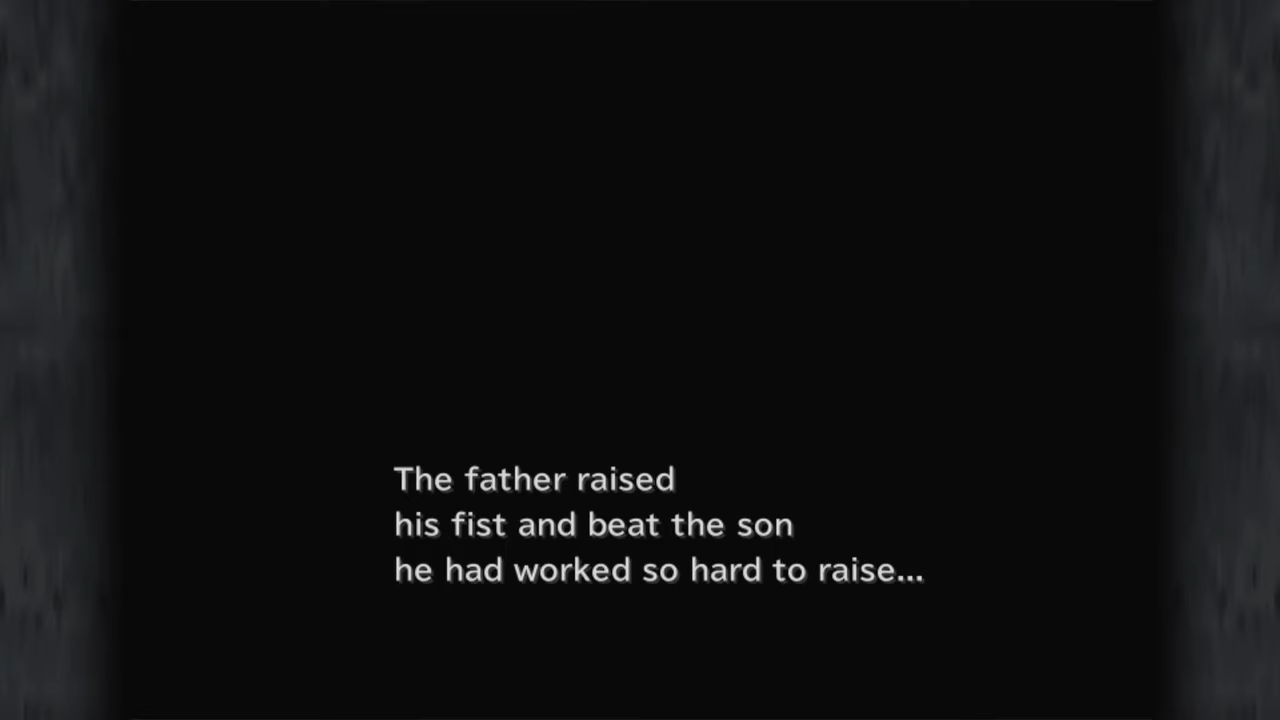 The father raised
his fist and beat the son
he had worked so hard to raise...